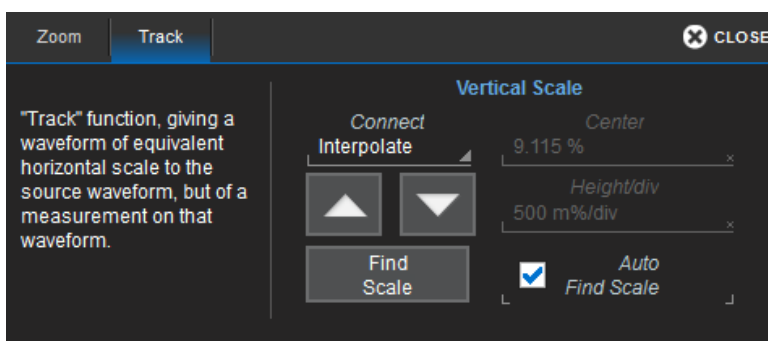 Zoom
Track
CLOSE
"Track" function, giving a
waveform of equivalent
horizontal scale to the
source waveform, but of a
measurement on that
waveform.
Vertical Scale
Connect
Interpolate
Center
9.115 %
Height/div
500 m%/div
Find
Scale
Auto
Find Scale